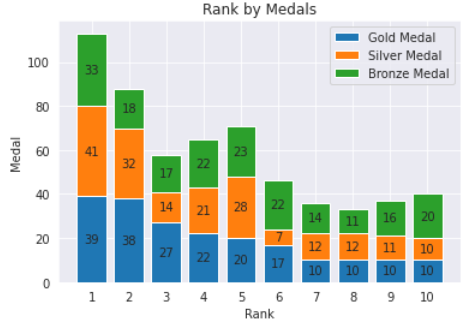 Rank by Medals
Gold Medal
Silver Medal
Bronze Medal
Medal
100
80
60
40
20
0
33 18 17 22 23 22 14 11 16 20
41 32 14 21 28 7 12 12 11 10
39 38 27 22 20 17 10 10 10 10
1 2 3 4 5 6 7 8 9 10
Rank